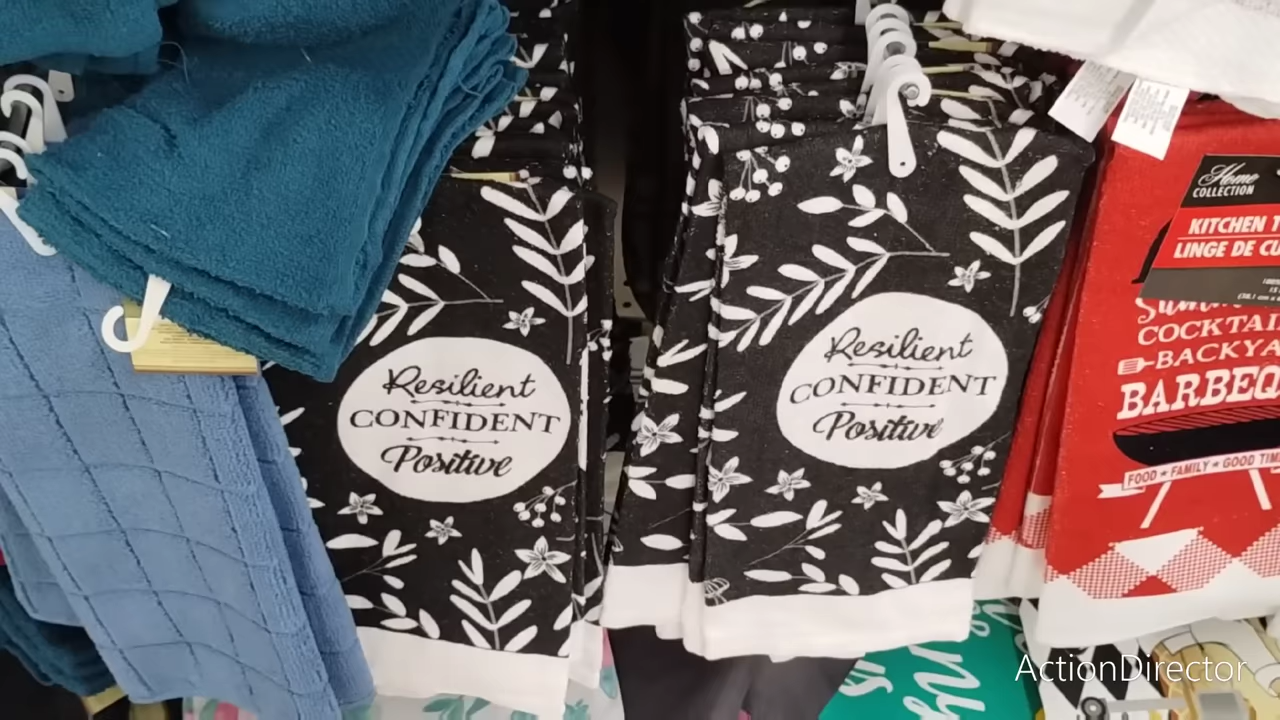 Resilient
CONFIDENT
Positive
Resilient
CONFIDENT
Positive
Home
COLLECTION
KITCHEN
LINGE DE
COCKTAI
BACKYA
BARBEQ
FOOD ★ FAMILY ★ GOOD TIM
ActionDirector